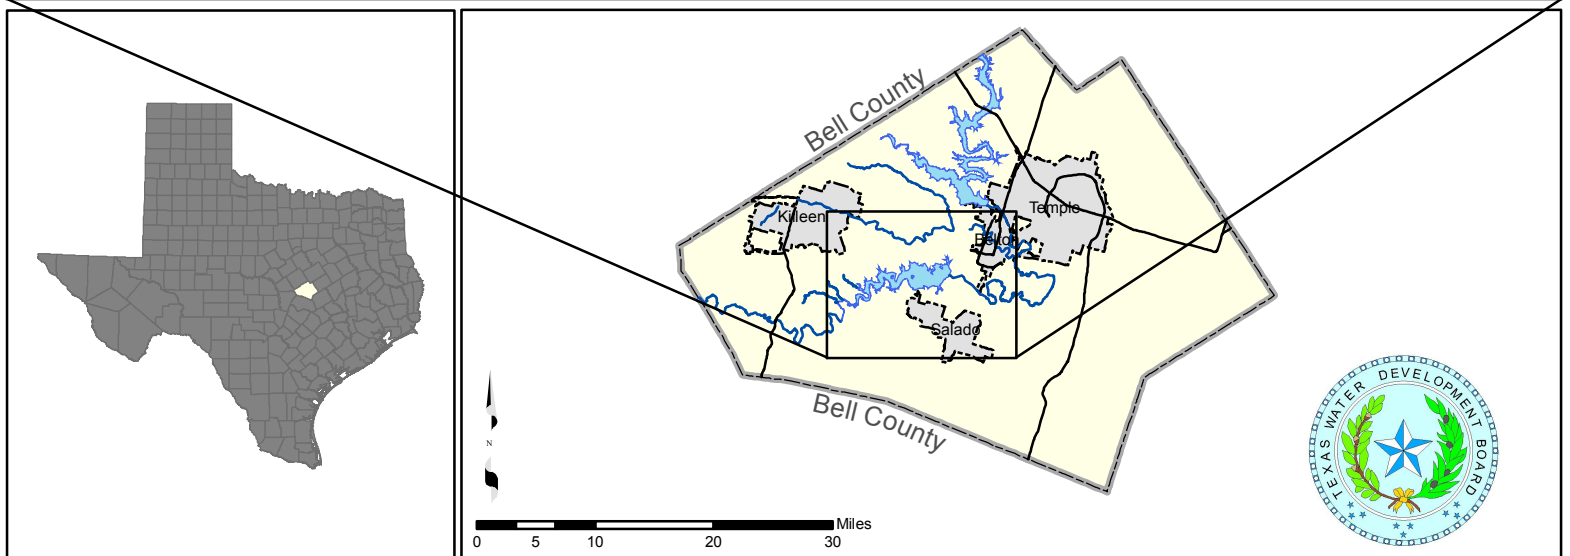 Bell County
Killeen
Temple
Belton
Salado
Bell County
N
Miles
0 5 10 20 30
TEXAS WATER DEVELOPMENT BOARD